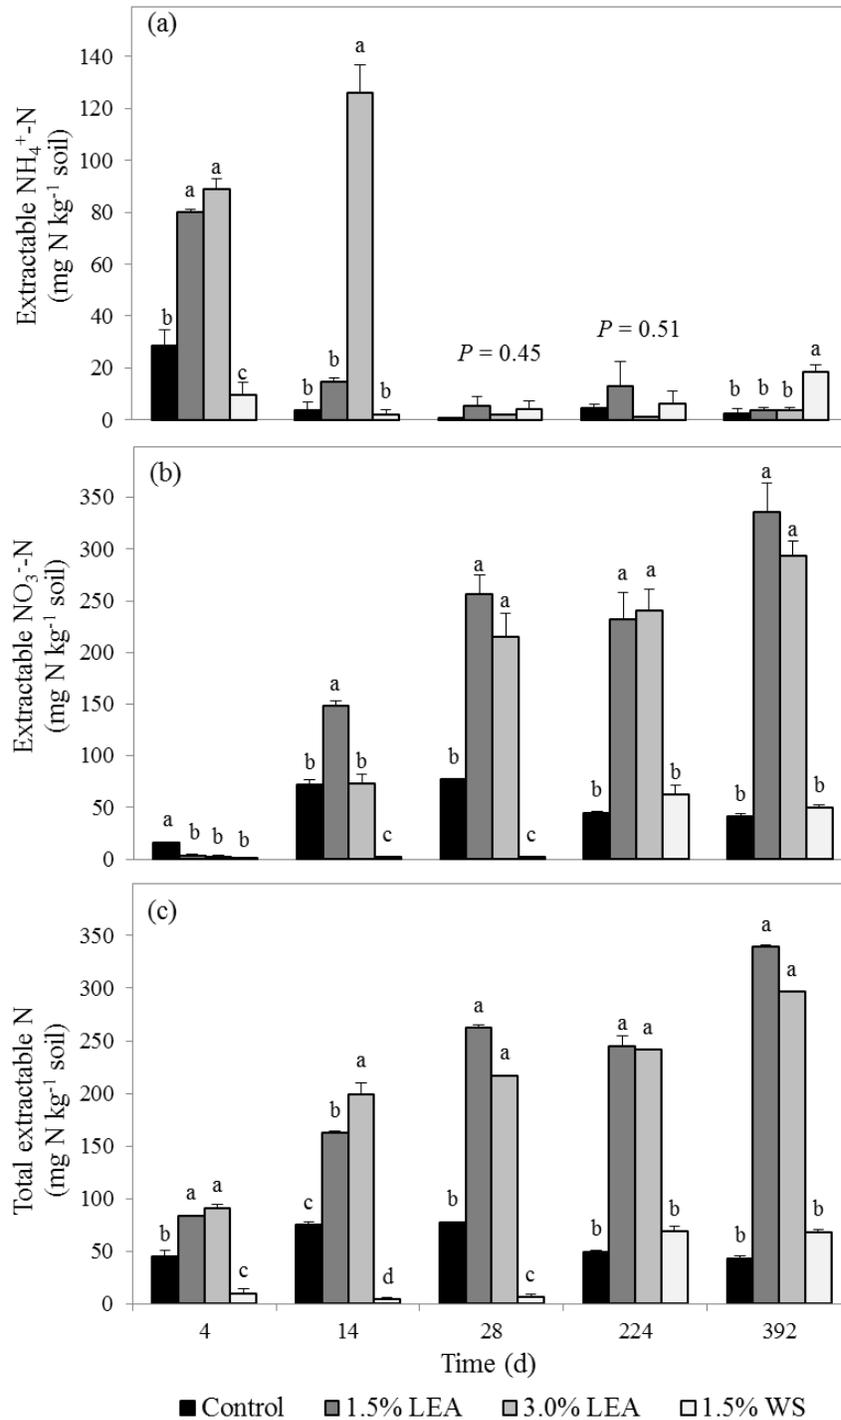 (a)
Extractable NH₄⁺-N
(mg N kg⁻¹ soil)
140
120
100
80
60
40
20
0
b a a c
b b a b
P = 0.45
P = 0.51
b b b a
(b)
Extractable NO₃⁻-N
(mg N kg⁻¹ soil)
350
300
250
200
150
100
50
0
a b b b
b a b c
b a a c
b a a b
b a a b
(c)
Total extractable N
(mg N kg⁻¹ soil)
350
300
250
200
150
100
50
0
b a a c
c b a d
b a a c
b a a b
b a a b
4 14 28 224 392
Time (d)
Control 1.5% LEA 3.0% LEA 1.5% WS